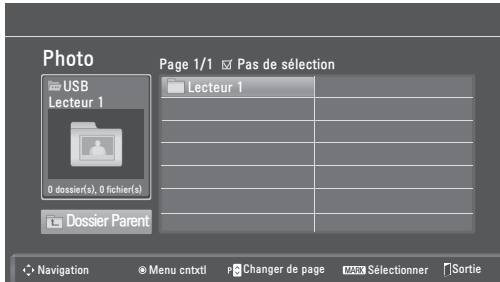 Photo
Page 1/1 ☑ Pas de sélection
USB
Lecteur 1
Lecteur 1
0 dossier(s), 0 fichier(s)
Dossier Parent
Navigation
Menu cntxtl
P Changer de page
MARK Sélectionner
Sortie